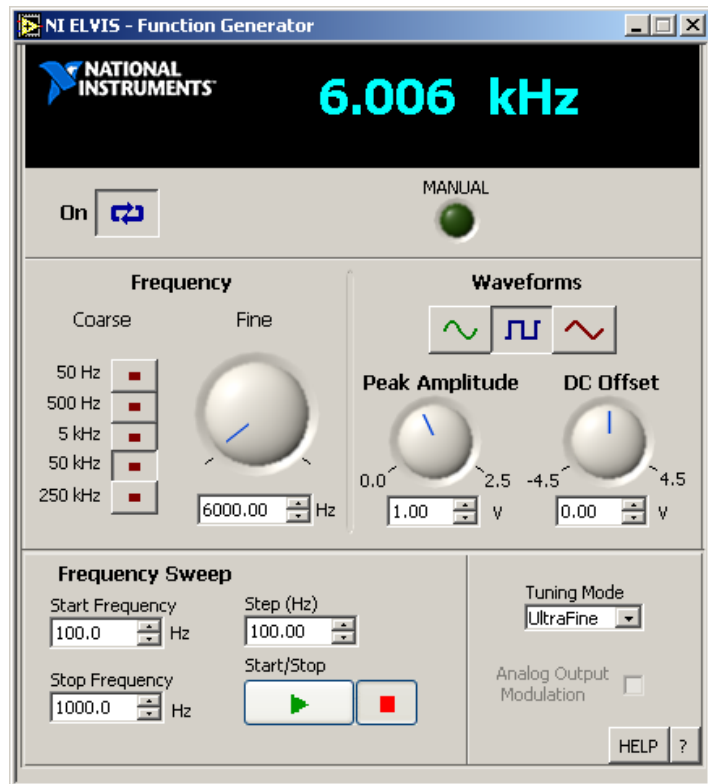 NI ELVIS - Function Generator
NATIONAL
INSTRUMENTS™
6.006 kHz
On
MANUAL
Frequency
Waveforms
Coarse
Fine
50 Hz
500 Hz
5 kHz
50 kHz
250 kHz
6000.00 Hz
Peak Amplitude
DC Offset
0.0 2.5
-4.5 4.5
1.00 V
0.00 V
Frequency Sweep
Start Frequency
Step (Hz)
100.0 Hz
100.00
Stop Frequency
Start/Stop
1000.0 Hz
Tuning Mode
UltraFine
Analog Output
Modulation
HELP ?